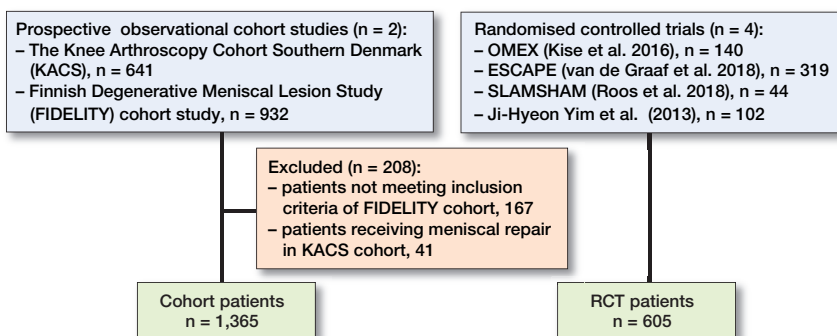 Prospective observational cohort studies (n = 2):
– The Knee Arthroscopy Cohort Southern Denmark
(KACS), n = 641
– Finnish Degenerative Meniscal Lesion Study
(FIDELITY) cohort study, n = 932
Randomised controlled trials (n = 4):
– OMEX (Kise et al. 2016), n = 140
– ESCAPE (van de Graaf et al. 2018), n = 319
– SLAMSHAM (Roos et al. 2018), n = 44
– Ji-Hyeon Yim et al. (2013), n = 102
Excluded (n = 208):
– patients not meeting inclusion
criteria of FIDELITY cohort, 167
– patients receiving meniscal repair
in KACS cohort, 41
Cohort patients
n = 1,365
RCT patients
n = 605